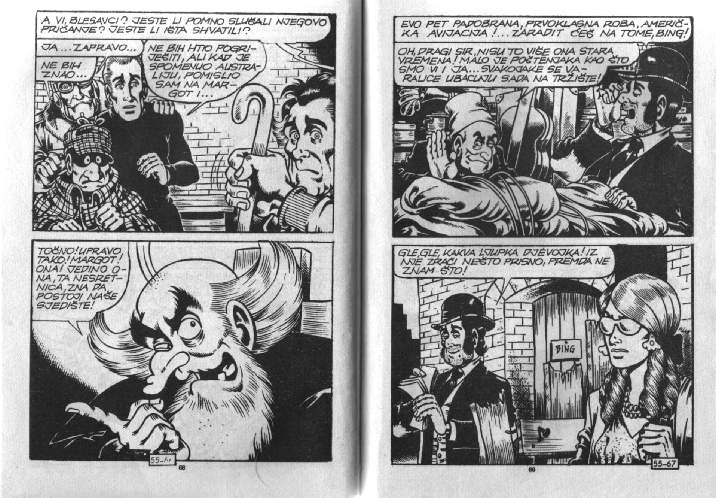 A VI, BLESAVCI? JESTE LI POMNO SLUŠALI NJEGOVO
PRIČANJE? JESTE LI IŠTA SHVATILI?
JA... ZAPRAVO...
NE BIH
ZNAO...
NE BIH HTIO POGRI-
JEŠITI, ALI KAD JE
SPOMENUO AUSTRA-
LIJU, POMISLIO
SAM NA MAR-
GOT!...
TOČNO! UPRAVO
TAKO! MARGOT!
ONA! JEDINO O-
NA, TA NESRET-
NICA, ZNA DA
POSTOJI NAŠE
SJEDIŠTE!
66
EVO PET PADOBRANA, PRVOKLASNA ROBA, AMERIČ-
KA AVIJACIJA!... ZARADIT ĆEŠ NA TOME, BING!
OH, DRAGI SIR, NISU TO VIŠE ONA STARA
VREMENA! MALO JE POŠTENJAKA KAO ŠTO
SMO VI I JA... SVAKOJAKE SE VA-
RALICE UBACUJU SADA NA TRŽIŠTE!
GLE, GLE, KAKVA LJUPKA DJEVOJKA! IZ
NJE ZRAČI NEŠTO PRISNO, PREMDA NE
ZNAM ŠTO!
BING
55-67